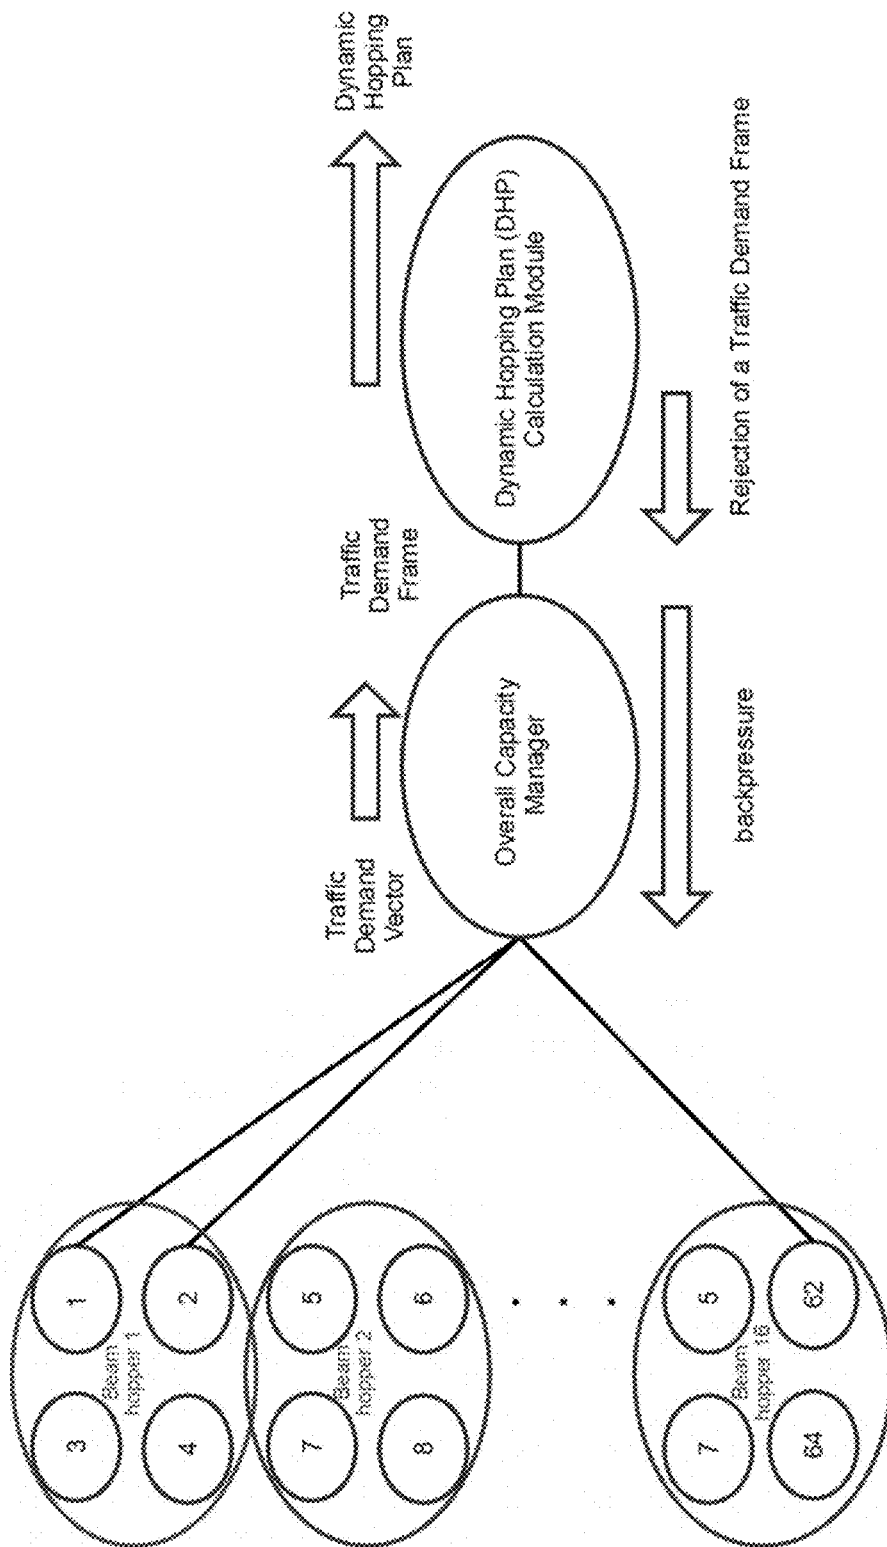 3
1
Beam
hopper 1
4
2
7
5
Beam
hopper 2
8
6
7
5
Beam
hopper 16
64
62
Traffic
Demand
Vector
Overall Capacity
Manager
backpressure
Traffic
Demand
Frame
Dynamic Hopping Plan (DHP)
Calculation Module
Rejection of a Traffic Demand Frame
Dynamic
Hopping
Plan